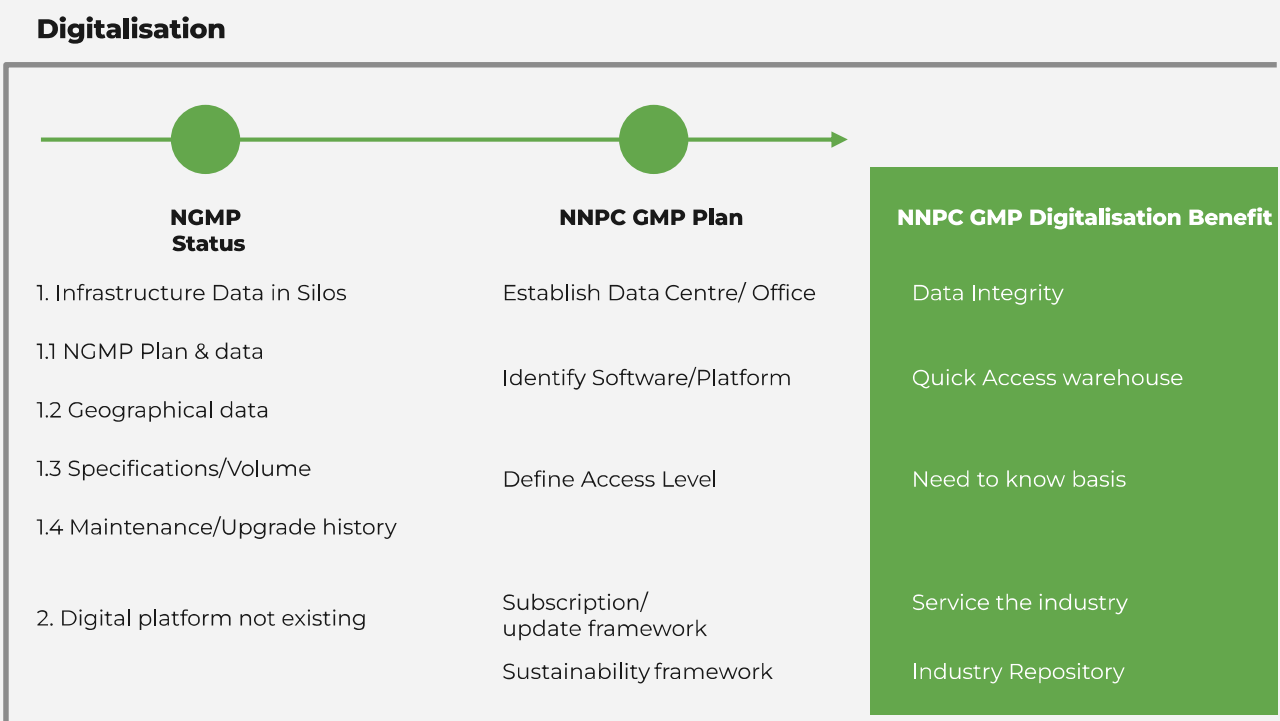 Digitalisation
NGMP
Status
1. Infrastructure Data in Silos
1.1 NGMP Plan & data
1.2 Geographical data
1.3 Specifications/Volume
1.4 Maintenance/Upgrade history
2. Digital platform not existing
NNPC GMP Plan
Establish Data Centre/ Office
Identify Software/Platform
Define Access Level
Subscription/
update framework
Sustainability framework
NNPC GMP Digitalisation Benefit
Data Integrity
Quick Access warehouse
Need to know basis
Service the industry
Industry Repository